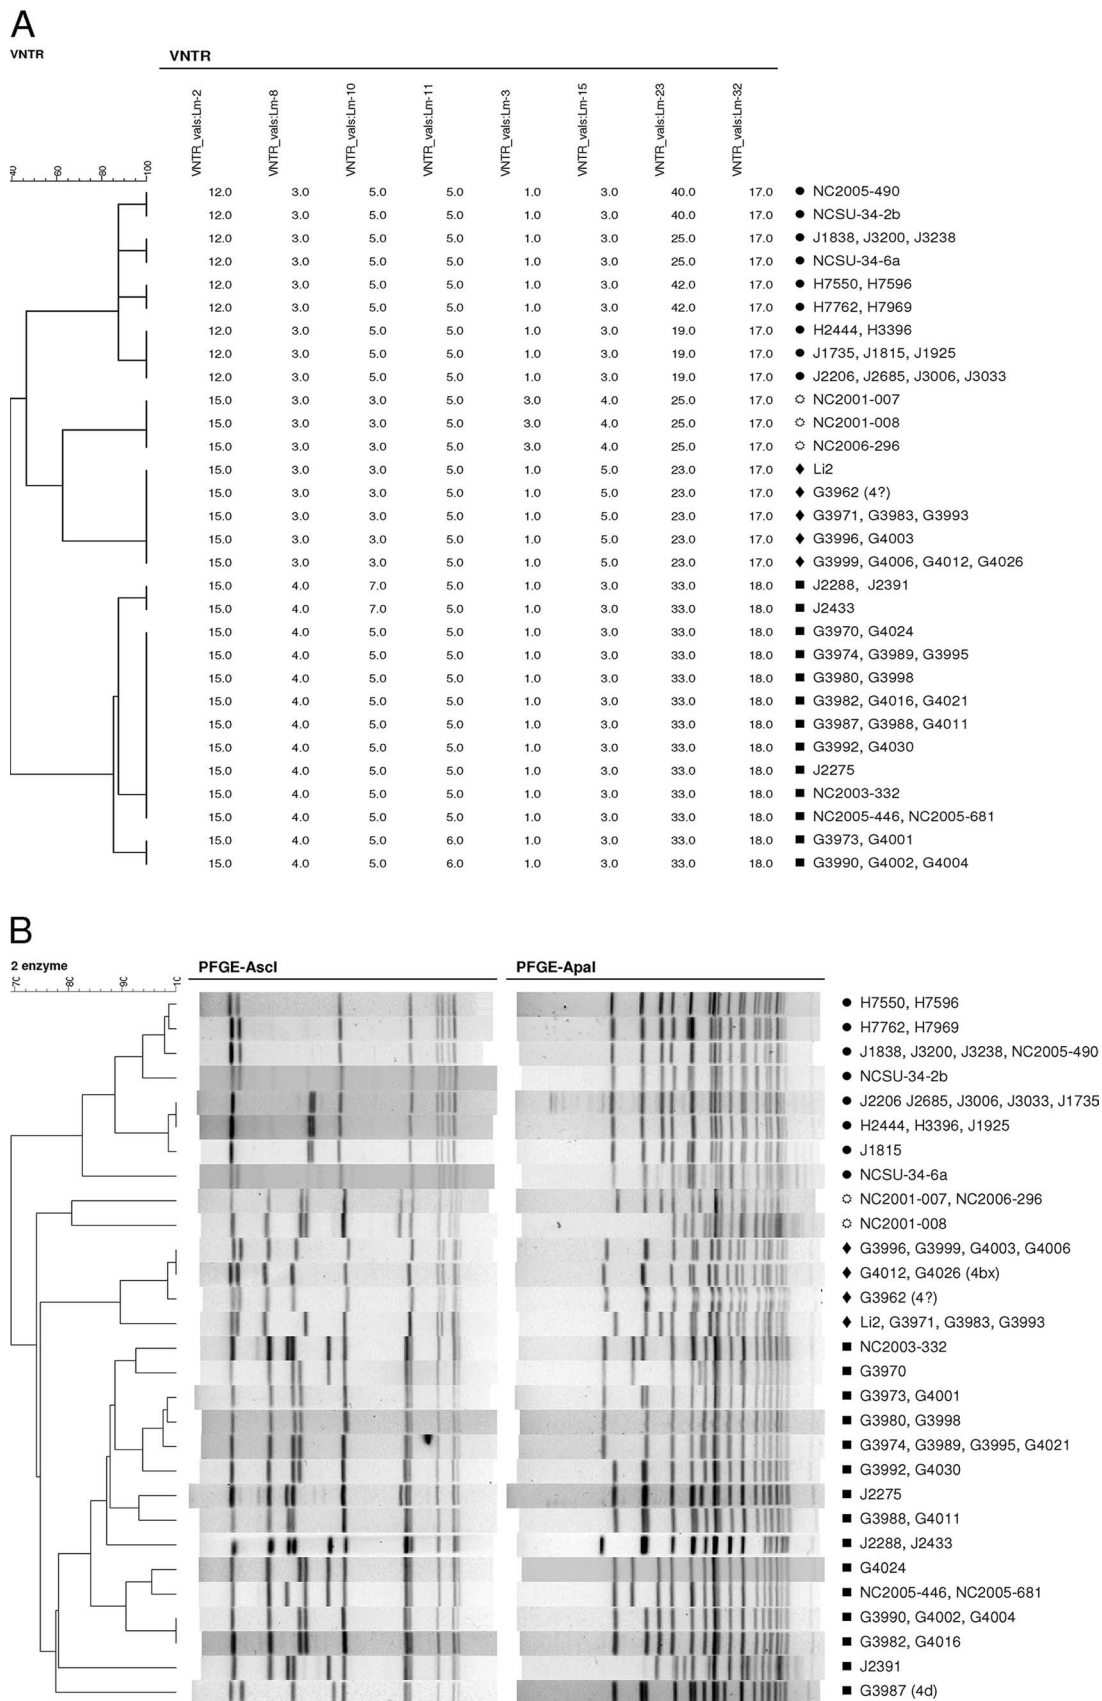 A
VNTR VNTR
40 60 80 100 VNTR_vals:Lm-2 VNTR_vals:Lm-8 VNTR_vals:Lm-10 VNTR_vals:Lm-11 VNTR_vals:Lm-3 VNTR_vals:Lm-15 VNTR_vals:Lm-23 VNTR_vals:Lm-32
12.0 3.0 5.0 5.0 1.0 3.0 40.0 17.0 ● NC2005-490
12.0 3.0 5.0 5.0 1.0 3.0 40.0 17.0 ● NCSU-34-2b
12.0 3.0 5.0 5.0 1.0 3.0 25.0 17.0 ● J1838, J3200, J3238
12.0 3.0 5.0 5.0 1.0 3.0 25.0 17.0 ● NCSU-34-6a
12.0 3.0 5.0 5.0 1.0 3.0 42.0 17.0 ● H7550, H7596
12.0 3.0 5.0 5.0 1.0 3.0 42.0 17.0 ● H7762, H7969
12.0 3.0 5.0 5.0 1.0 3.0 19.0 17.0 ● H2444, H3396
12.0 3.0 5.0 5.0 1.0 3.0 19.0 17.0 ● J1735, J1815, J1925
12.0 3.0 5.0 5.0 1.0 3.0 19.0 17.0 ● J2206, J2685, J3006, J3033
15.0 3.0 3.0 5.0 3.0 4.0 25.0 17.0 NC2001-007
15.0 3.0 3.0 5.0 3.0 4.0 25.0 17.0 NC2001-008
15.0 3.0 3.0 5.0 3.0 4.0 25.0 17.0 NC2006-296
15.0 3.0 3.0 5.0 1.0 5.0 23.0 17.0 ◆ Li2
15.0 3.0 3.0 5.0 1.0 5.0 23.0 17.0 ◆ G3962 (4?)
15.0 3.0 3.0 5.0 1.0 5.0 23.0 17.0 ◆ G3971, G3983, G3993
15.0 3.0 3.0 5.0 1.0 5.0 23.0 17.0 ◆ G3996, G4003
15.0 3.0 3.0 5.0 1.0 5.0 23.0 17.0 ◆ G3999, G4006, G4012, G4026
15.0 4.0 7.0 5.0 1.0 3.0 33.0 18.0 ■ J2288, J2391
15.0 4.0 7.0 5.0 1.0 3.0 33.0 18.0 ■ J2433
15.0 4.0 5.0 5.0 1.0 3.0 33.0 18.0 ■ G3970, G4024
15.0 4.0 5.0 5.0 1.0 3.0 33.0 18.0 ■ G3974, G3989, G3995
15.0 4.0 5.0 5.0 1.0 3.0 33.0 18.0 ■ G3980, G3998
15.0 4.0 5.0 5.0 1.0 3.0 33.0 18.0 ■ G3982, G4016, G4021
15.0 4.0 5.0 5.0 1.0 3.0 33.0 18.0 ■ G3987, G3988, G4011
15.0 4.0 5.0 5.0 1.0 3.0 33.0 18.0 ■ G3992, G4030
15.0 4.0 5.0 5.0 1.0 3.0 33.0 18.0 ■ J2275
15.0 4.0 5.0 5.0 1.0 3.0 33.0 18.0 ■ NC2003-332
15.0 4.0 5.0 5.0 1.0 3.0 33.0 18.0 ■ NC2005-446, NC2005-681
15.0 4.0 5.0 6.0 1.0 3.0 33.0 18.0 ■ G3973, G4001
15.0 4.0 5.0 6.0 1.0 3.0 33.0 18.0 ■ G3990, G4002, G4004
B
2 enzyme PFGE-AscI PFGE-ApaI
70 80 90 10
● H7550, H7596
● H7762, H7969
● J1838, J3200, J3238, NC2005-490
● NCSU-34-2b
● J2206 J2685, J3006, J3033, J1735
● H2444, H3396, J1925
● J1815
● NCSU-34-6a
NC2001-007, NC2006-296
NC2001-008
◆ G3996, G3999, G4003, G4006
◆ G4012, G4026 (4bx)
◆ G3962 (4?)
◆ Li2, G3971, G3983, G3993
■ NC2003-332
■ G3970
■ G3973, G4001
■ G3980, G3998
■ G3974, G3989, G3995, G4021
■ G3992, G4030
■ J2275
■ G3988, G4011
■ J2288, J2433
■ G4024
■ NC2005-446, NC2005-681
■ G3990, G4002, G4004
■ G3982, G4016
■ J2391
■ G3987 (4d)